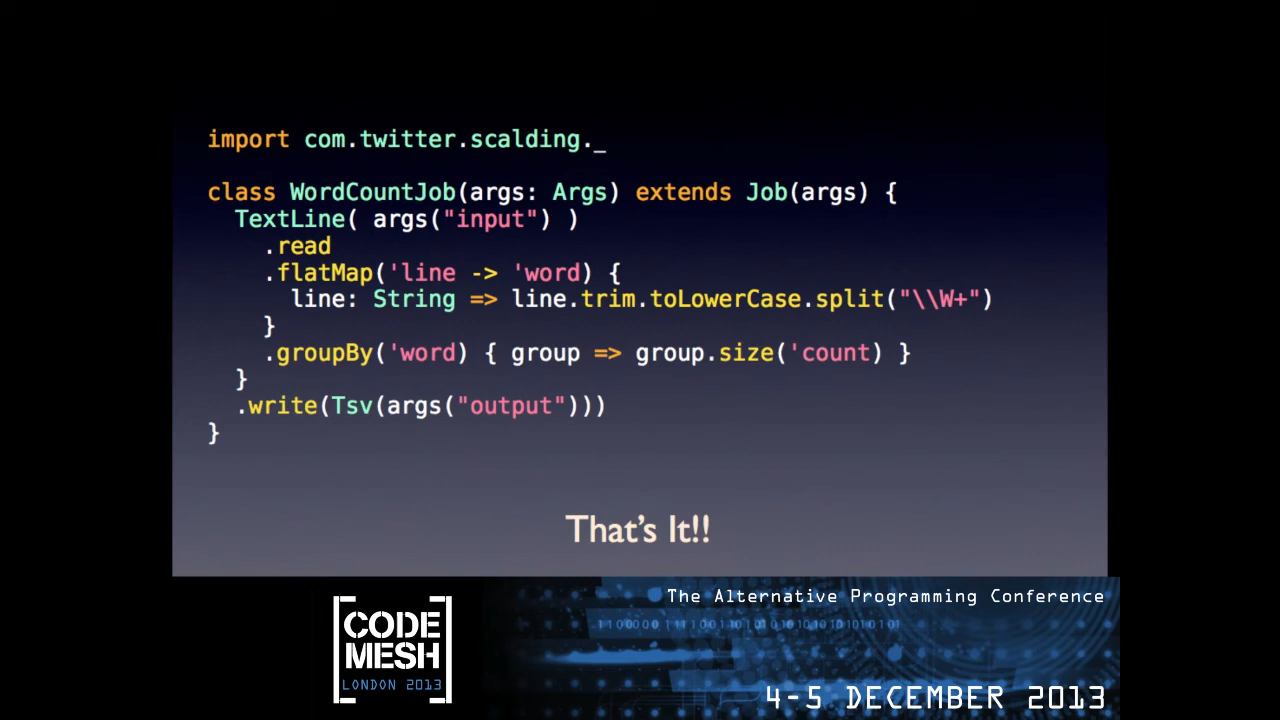 import com.twitter.scalding._
class WordCountJob(args: Args) extends Job(args) {
  TextLine( args("input") )
    .read
    .flatMap('line -> 'word) {
      line: String => line.trim.toLowerCase.split("\\W+")
    }
    .groupBy('word) { group => group.size('count) }
  }
  .write(Tsv(args("output")))
}
That's It!!
The Alternative Programming Conference
CODE
MESH
LONDON 2013
4-5 DECEMBER 2013